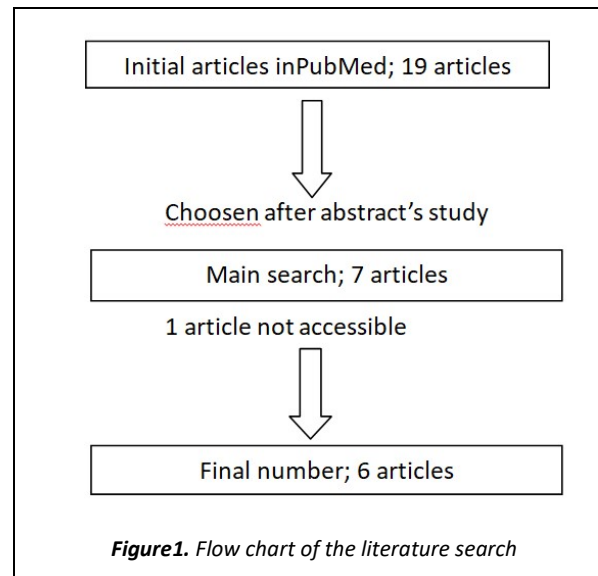 Initial articles inPubMed; 19 articles
Choosen after abstract’s study
Main search; 7 articles
1 article not accessible
Final number; 6 articles
Figure1. Flow chart of the literature search